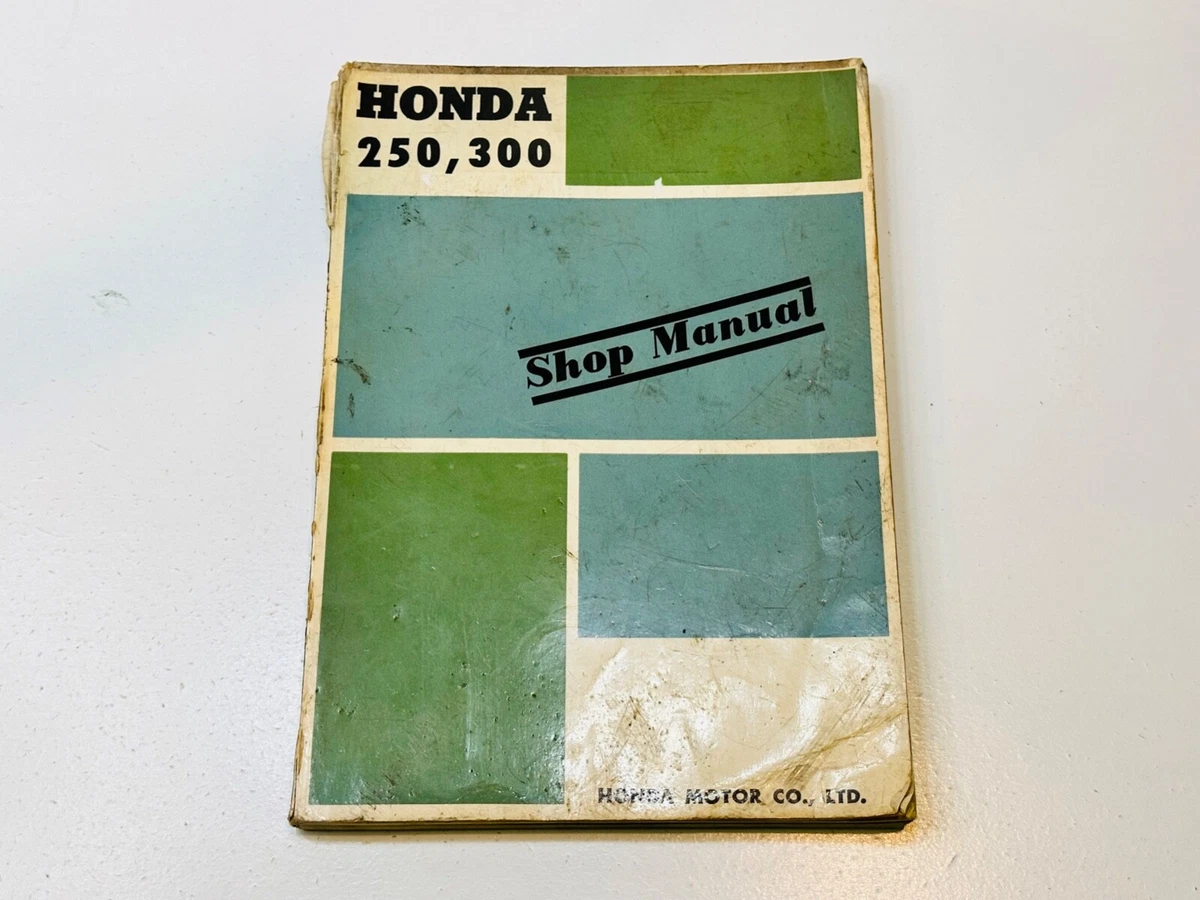 HONDA
250, 300
Shop Manual
HONDA MOTOR CO., LTD.